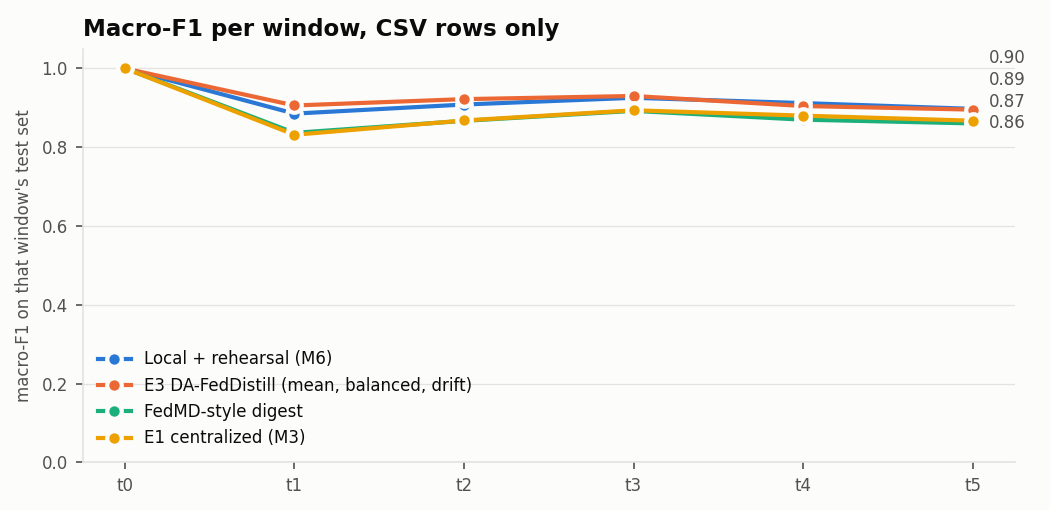 Macro-F1 per window, CSV rows only
macro-F1 on that window's test set
1.0
0.8
0.6
0.4
0.2
0.0
0.90
0.89
0.87
0.86
Local + rehearsal (M6)
E3 DA-FedDistill (mean, balanced, drift)
FedMD-style digest
E1 centralized (M3)
t0 t1 t2 t3 t4 t5